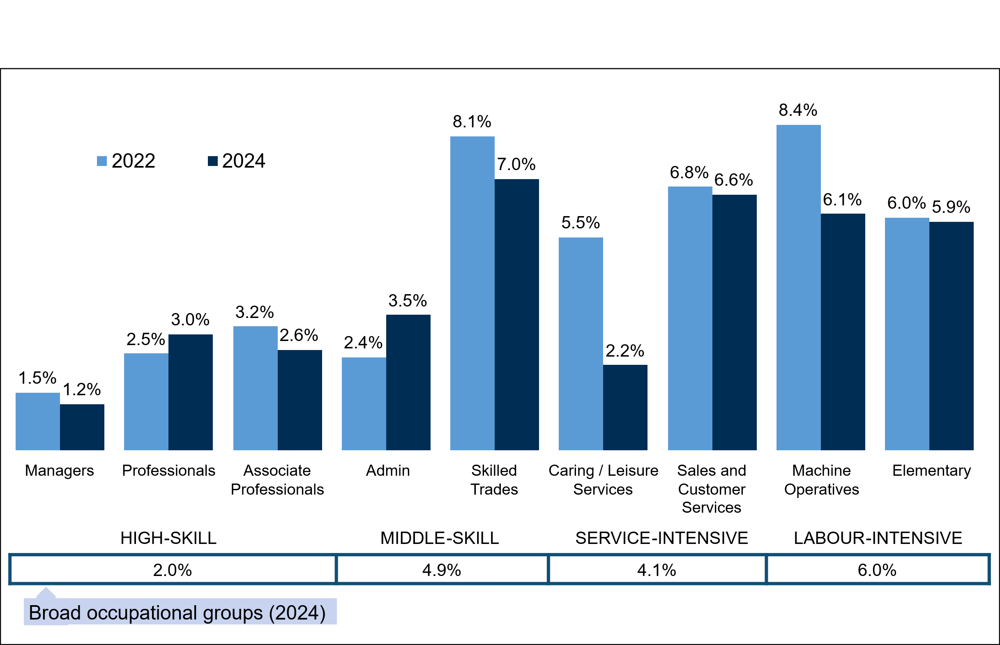 2022 2024
1.5% 1.2% 2.5% 3.0% 3.2% 2.6% 2.4% 3.5% 8.1% 7.0% 5.5% 2.2% 6.8% 6.6% 8.4% 6.1% 6.0% 5.9%
Managers Professionals Associate Admin Skilled Caring / Leisure Sales and Machine Elementary
Professionals Trades Services Customer Operatives
Services
HIGH-SKILL MIDDLE-SKILL SERVICE-INTENSIVE LABOUR-INTENSIVE
2.0% 4.9% 4.1% 6.0%
Broad occupational groups (2024)